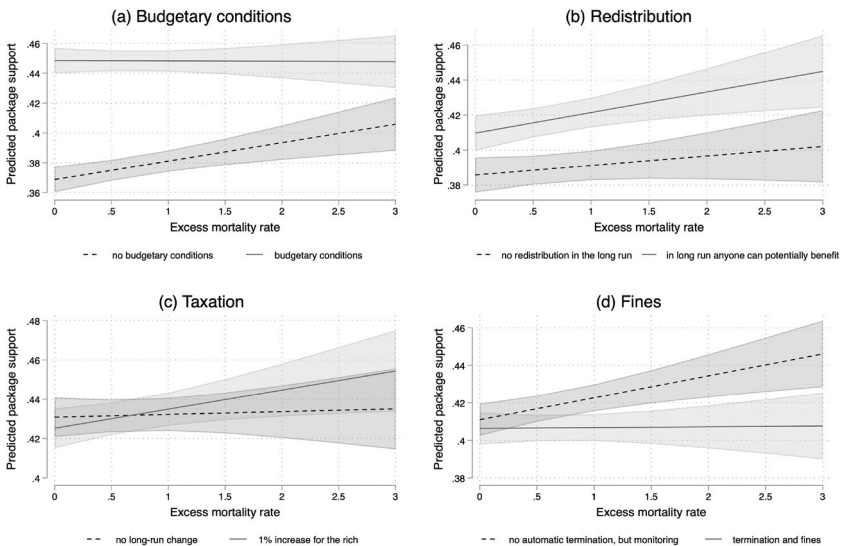 (a) Budgetary conditions
Predicted package support
.46
.44
.42
.4
.38
.36
0 .5 1 1.5 2 2.5 3
Excess mortality rate
no budgetary conditions budgetary conditions
(b) Redistribution
Predicted package support
.46
.44
.42
.4
.38
0 .5 1 1.5 2 2.5 3
Excess mortality rate
no redistribution in the long run in long run anyone can potentially benefit
(c) Taxation
Predicted package support
.48
.46
.44
.42
.4
0 .5 1 1.5 2 2.5 3
Excess mortality rate
no long-run change 1% increase for the rich
(d) Fines
Predicted package support
.46
.44
.42
.4
.38
0 .5 1 1.5 2 2.5 3
Excess mortality rate
no automatic termination, but monitoring termination and fines